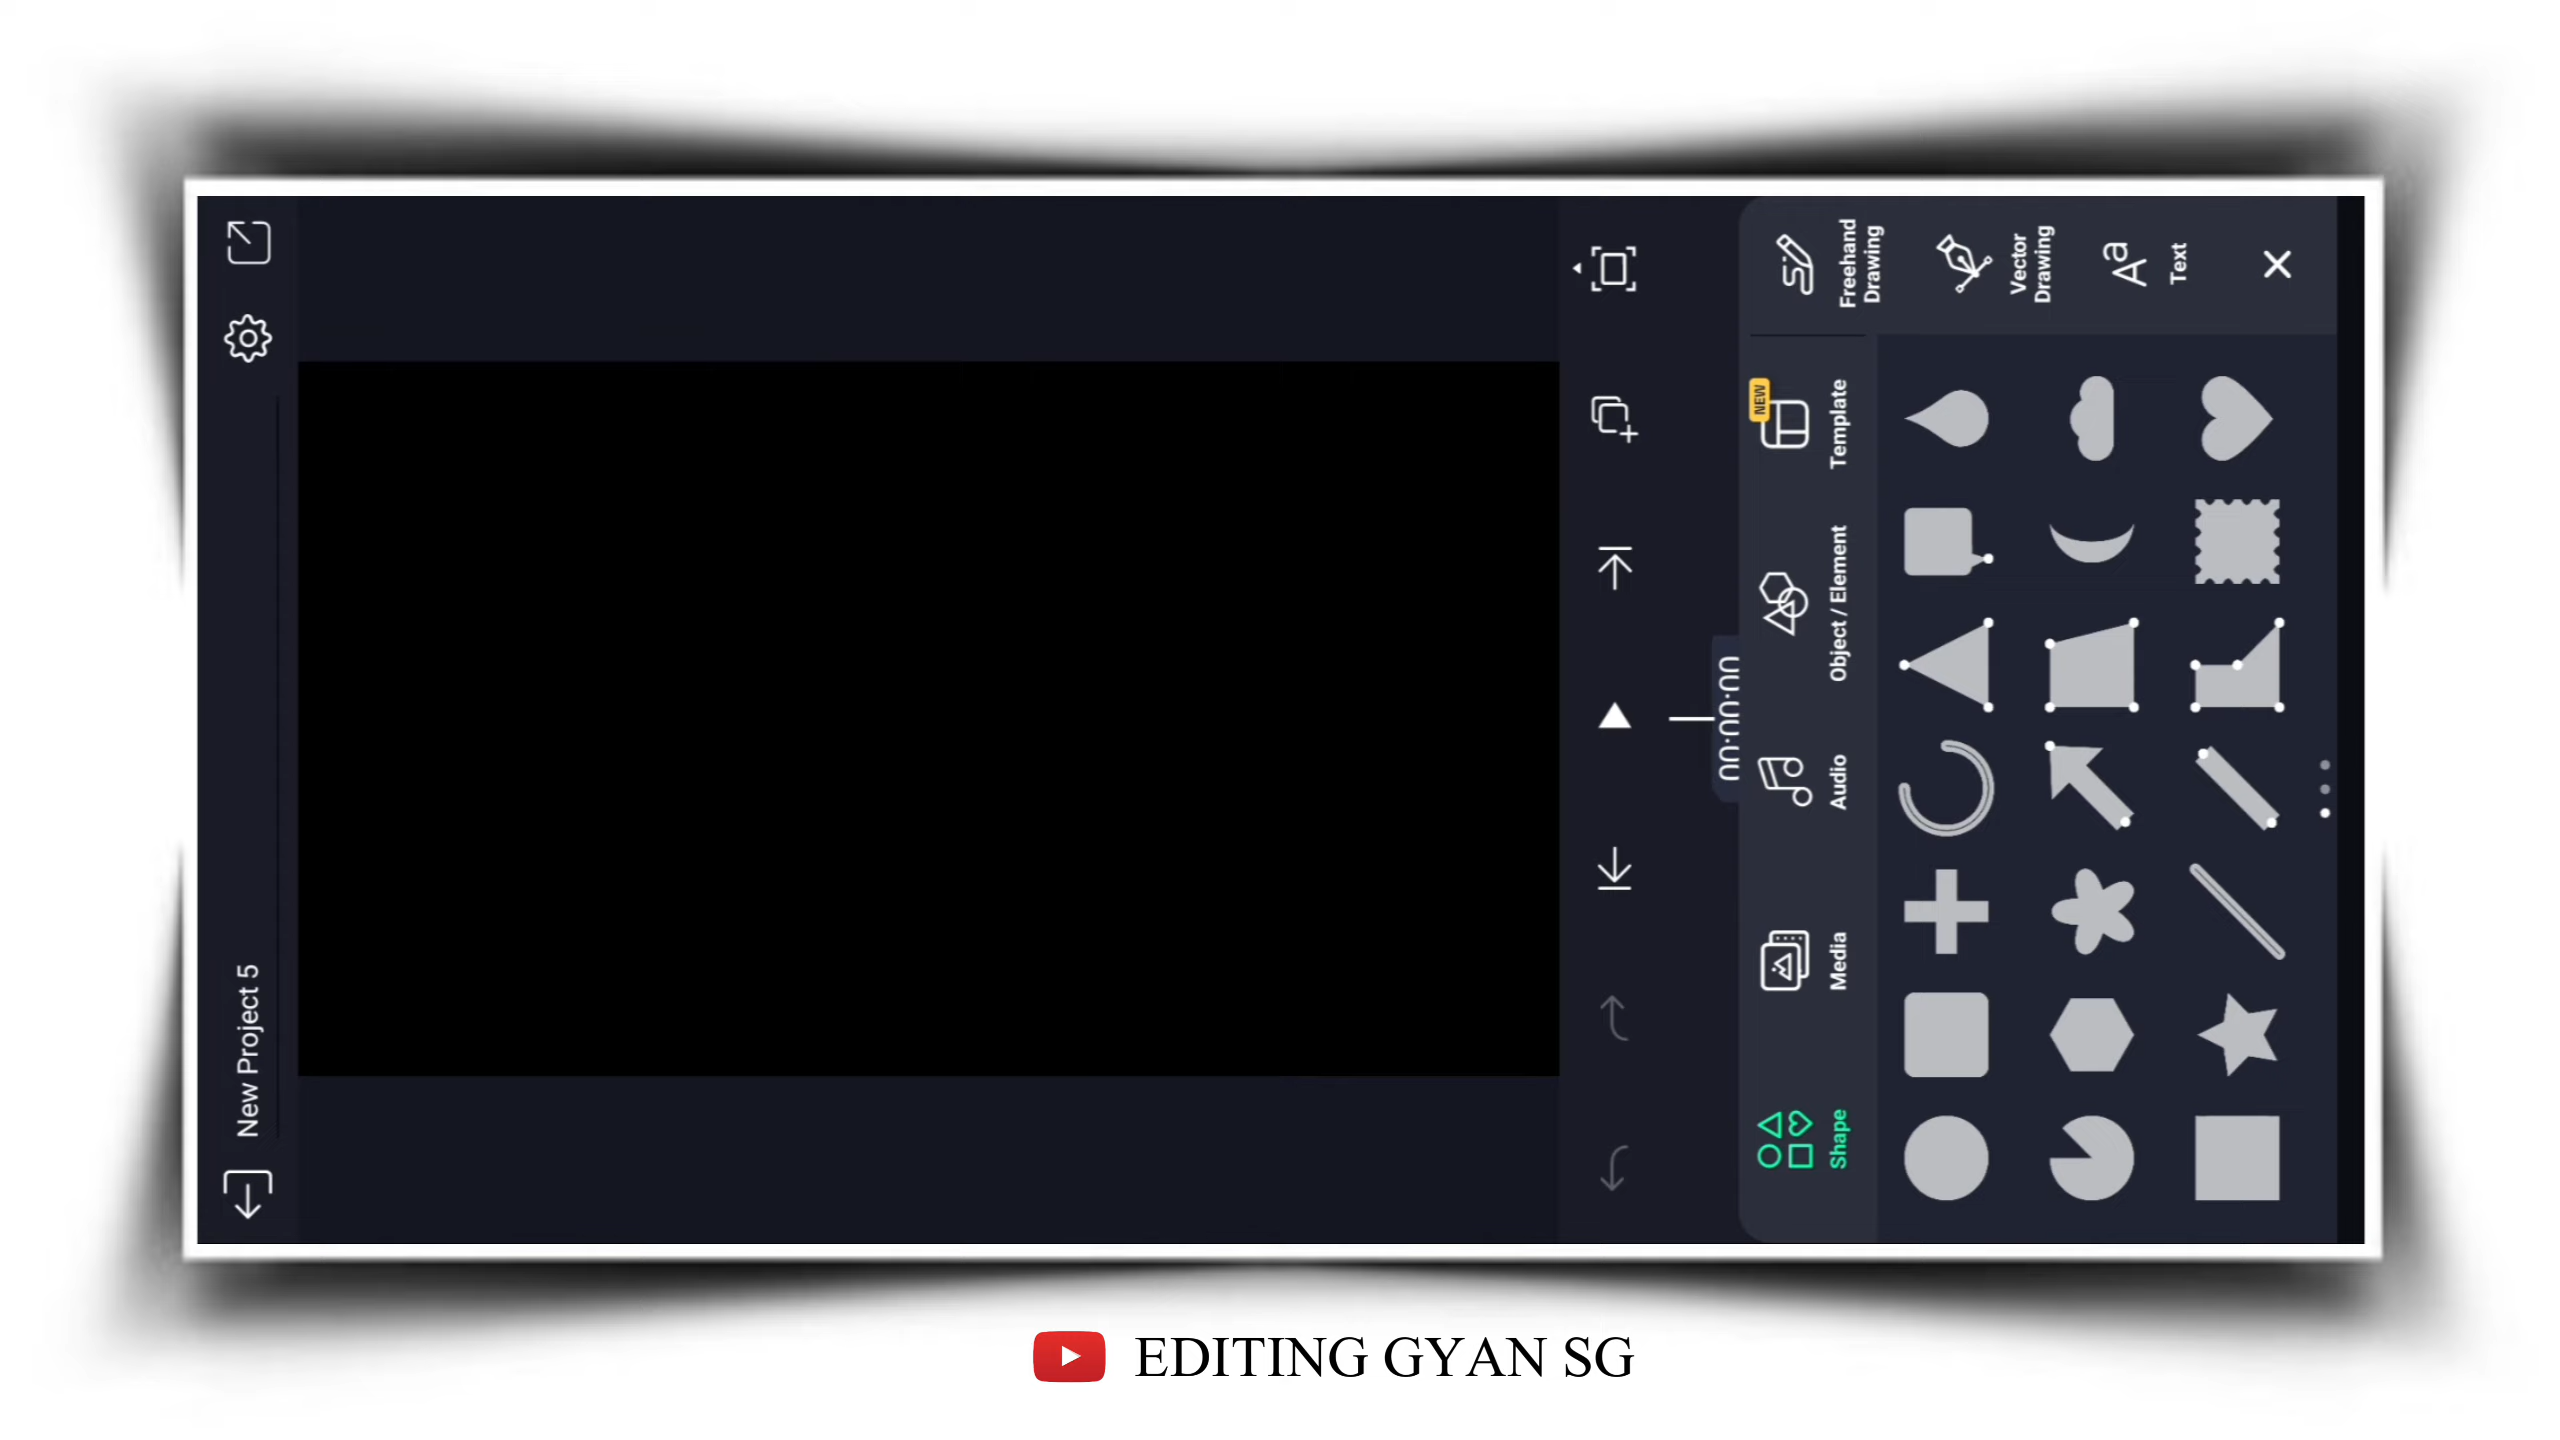 New Project 5
00:00:00
Shape
Media
Audio
Object / Element
Template
NEW
Freehand
Drawing
Vector
Drawing
Aa
Text
EDITING GYAN SG